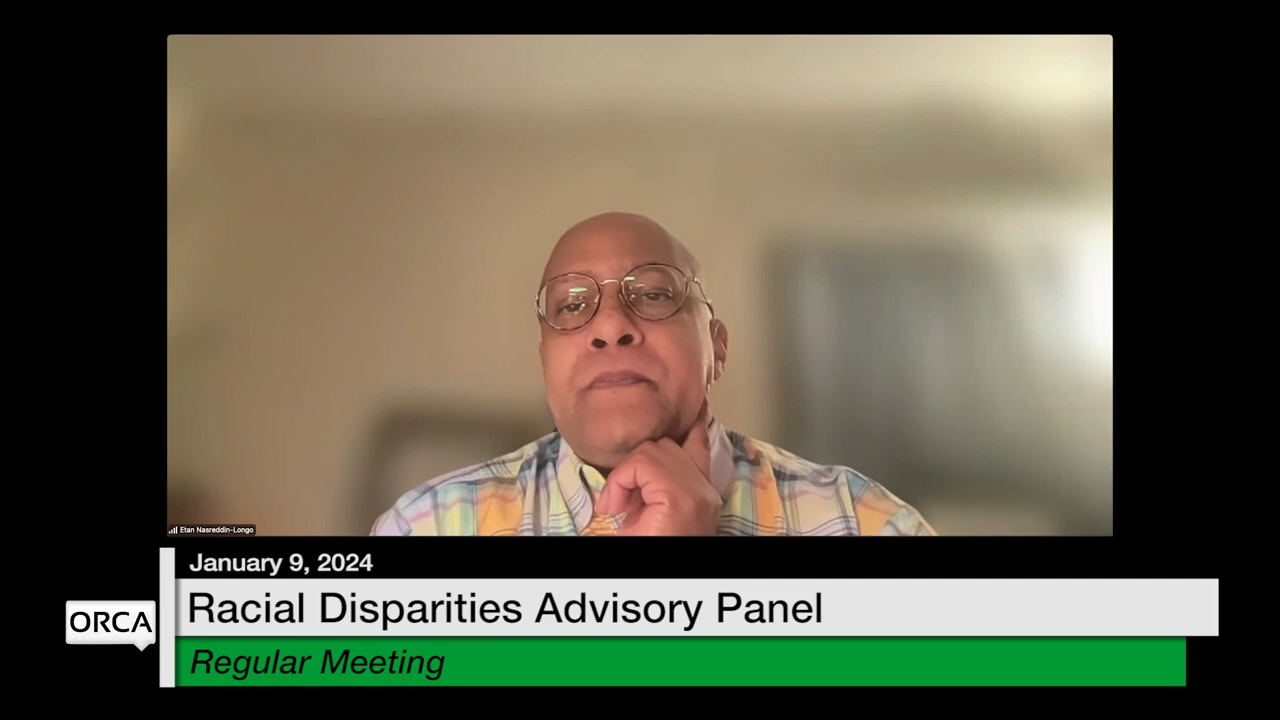 Etan Nasreddin-Longo
January 9, 2024
Racial Disparities Advisory Panel
ORCA
Regular Meeting